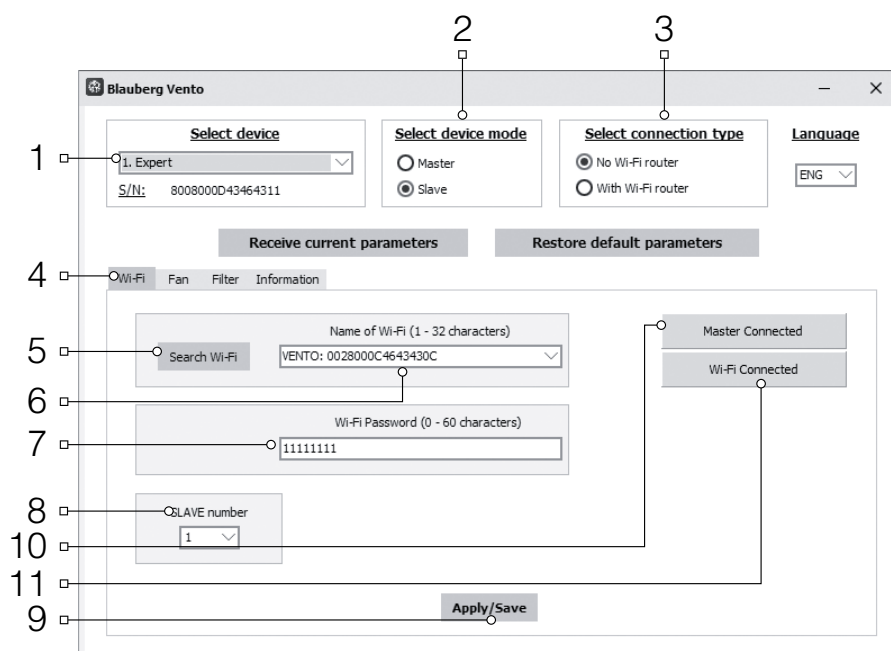 2 3
Blauberg Vento
Select device Select device mode Select connection type Language
1 1. Expert Master No Wi-Fi router ENG
S/N: 8008000D43464311 Slave With Wi-Fi router
Receive current parameters Restore default parameters
4 Wi-Fi Fan Filter Information
Name of Wi-Fi (1 - 32 characters) Master Connected
5 Search Wi-Fi VENTO: 0028000C4643430C Wi-Fi Connected
6
Wi-Fi Password (0 - 60 characters)
7 11111111
8 SLAVE number
10 1
11
9 Apply/Save